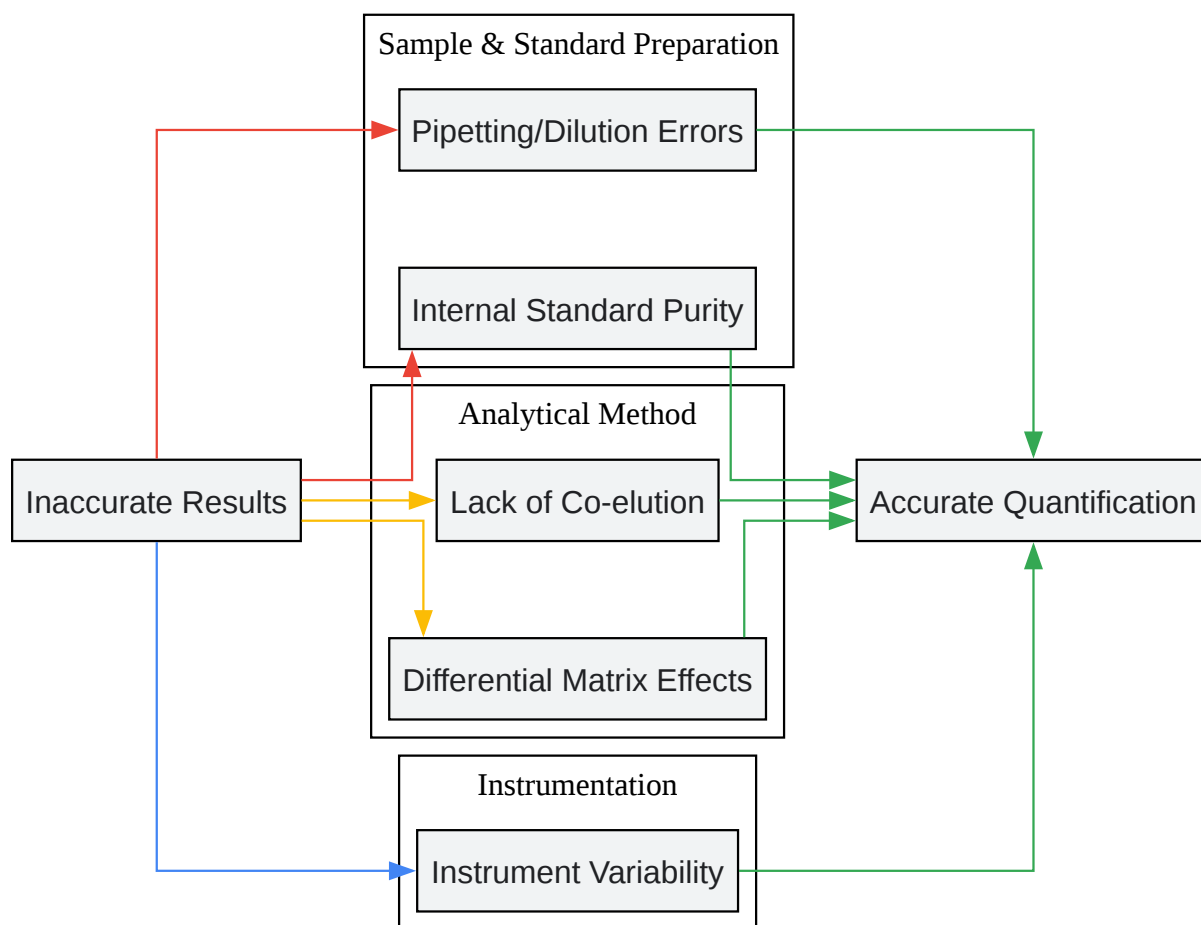 Sample & Standard Preparation
Pipetting/Dilution Errors
Internal Standard Purity
Analytical Method
Inaccurate Results
Lack of Co-elution
Accurate Quantification
Differential Matrix Effects
Instrumentation
Instrument Variability